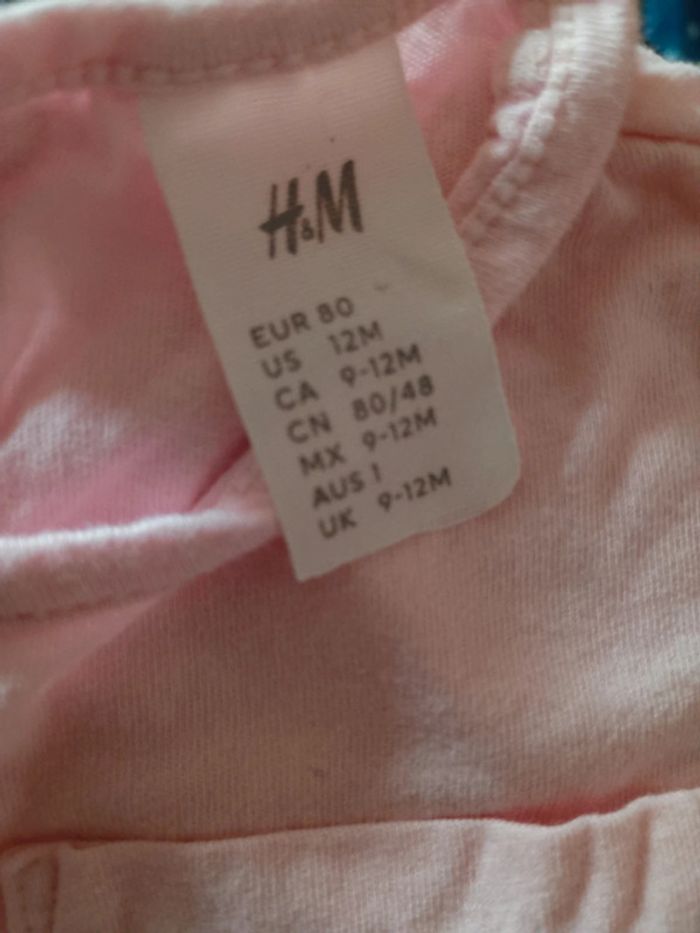 H&M
EUR 80
US 12M
CA 9-12M
CN 80/48
MX 9-12M
AUS 1
UK 9-12M